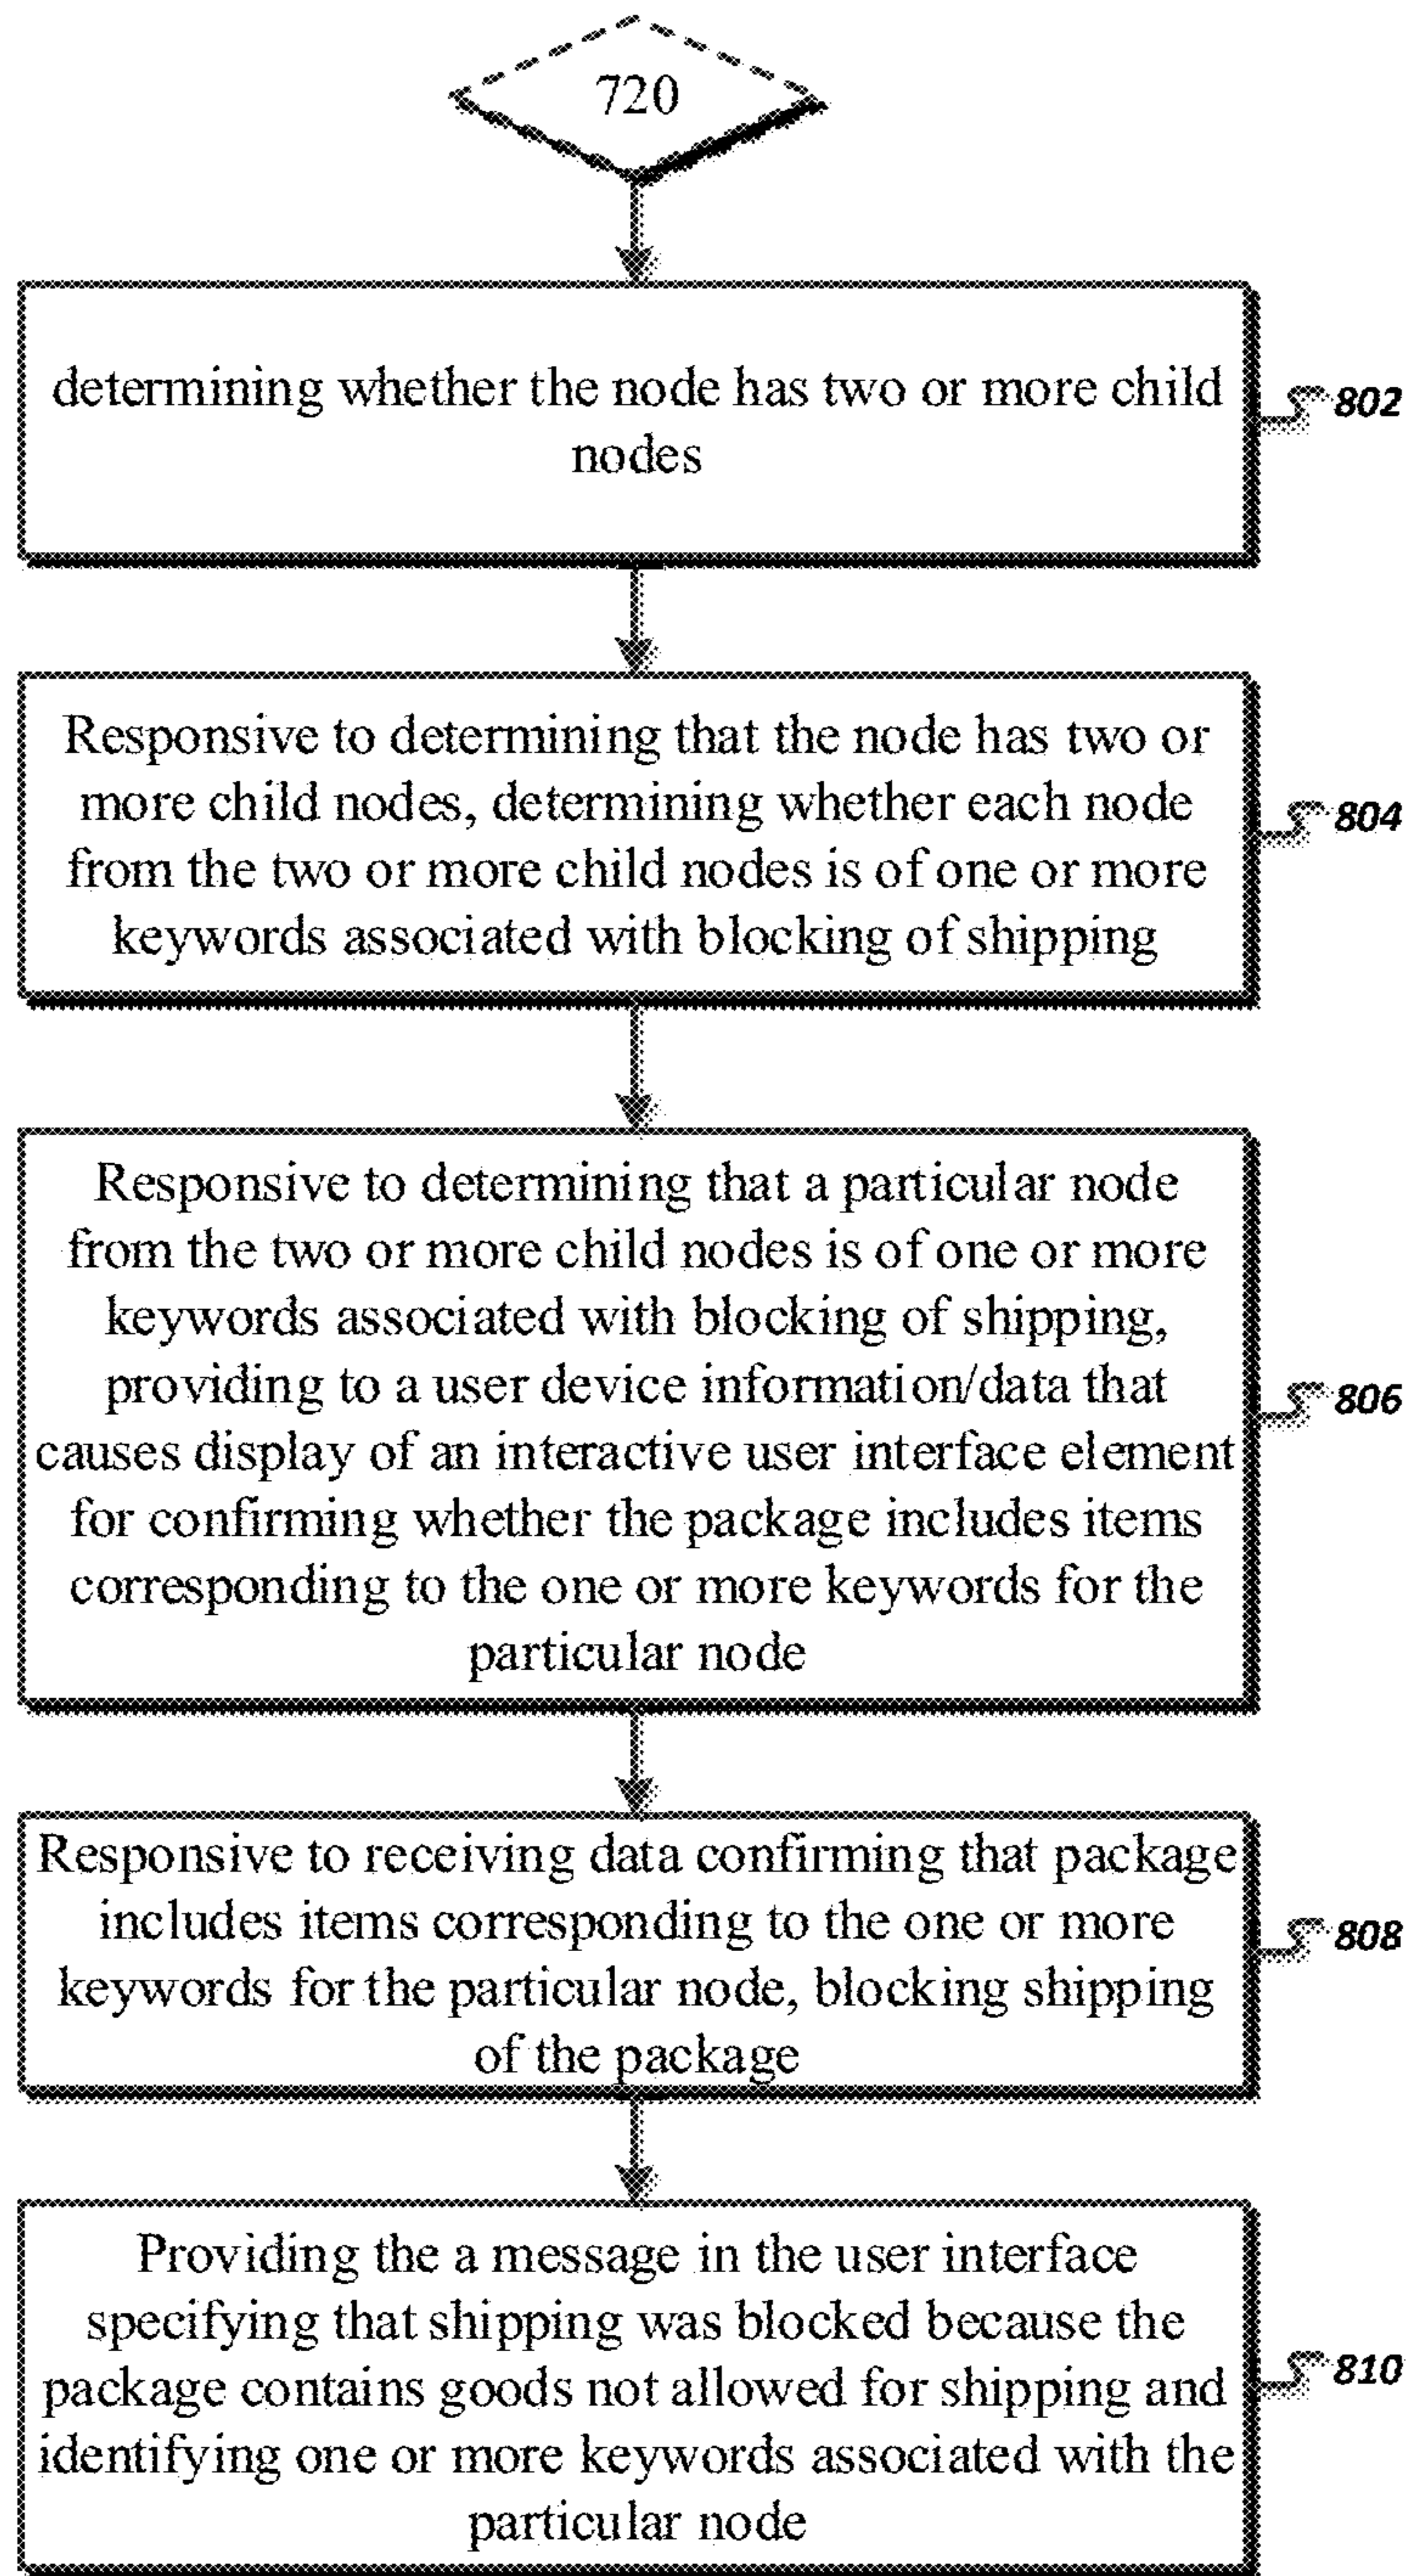 720
determining whether the node has two or more child
nodes
802
Responsive to determining that the node has two or
more child nodes, determining whether each node
from the two or more child nodes is of one or more
keywords associated with blocking of shipping
804
Responsive to determining that a particular node
from the two or more child nodes is of one or more
keywords associated with blocking of shipping,
providing to a user device information/data that
causes display of an interactive user interface element
for confirming whether the package includes items
corresponding to the one or more keywords for the
particular node
806
Responsive to receiving data confirming that package
includes items corresponding to the one or more
keywords for the particular node, blocking shipping
of the package
808
Providing the a message in the user interface
specifying that shipping was blocked because the
package contains goods not allowed for shipping and
identifying one or more keywords associated with the
particular node
810